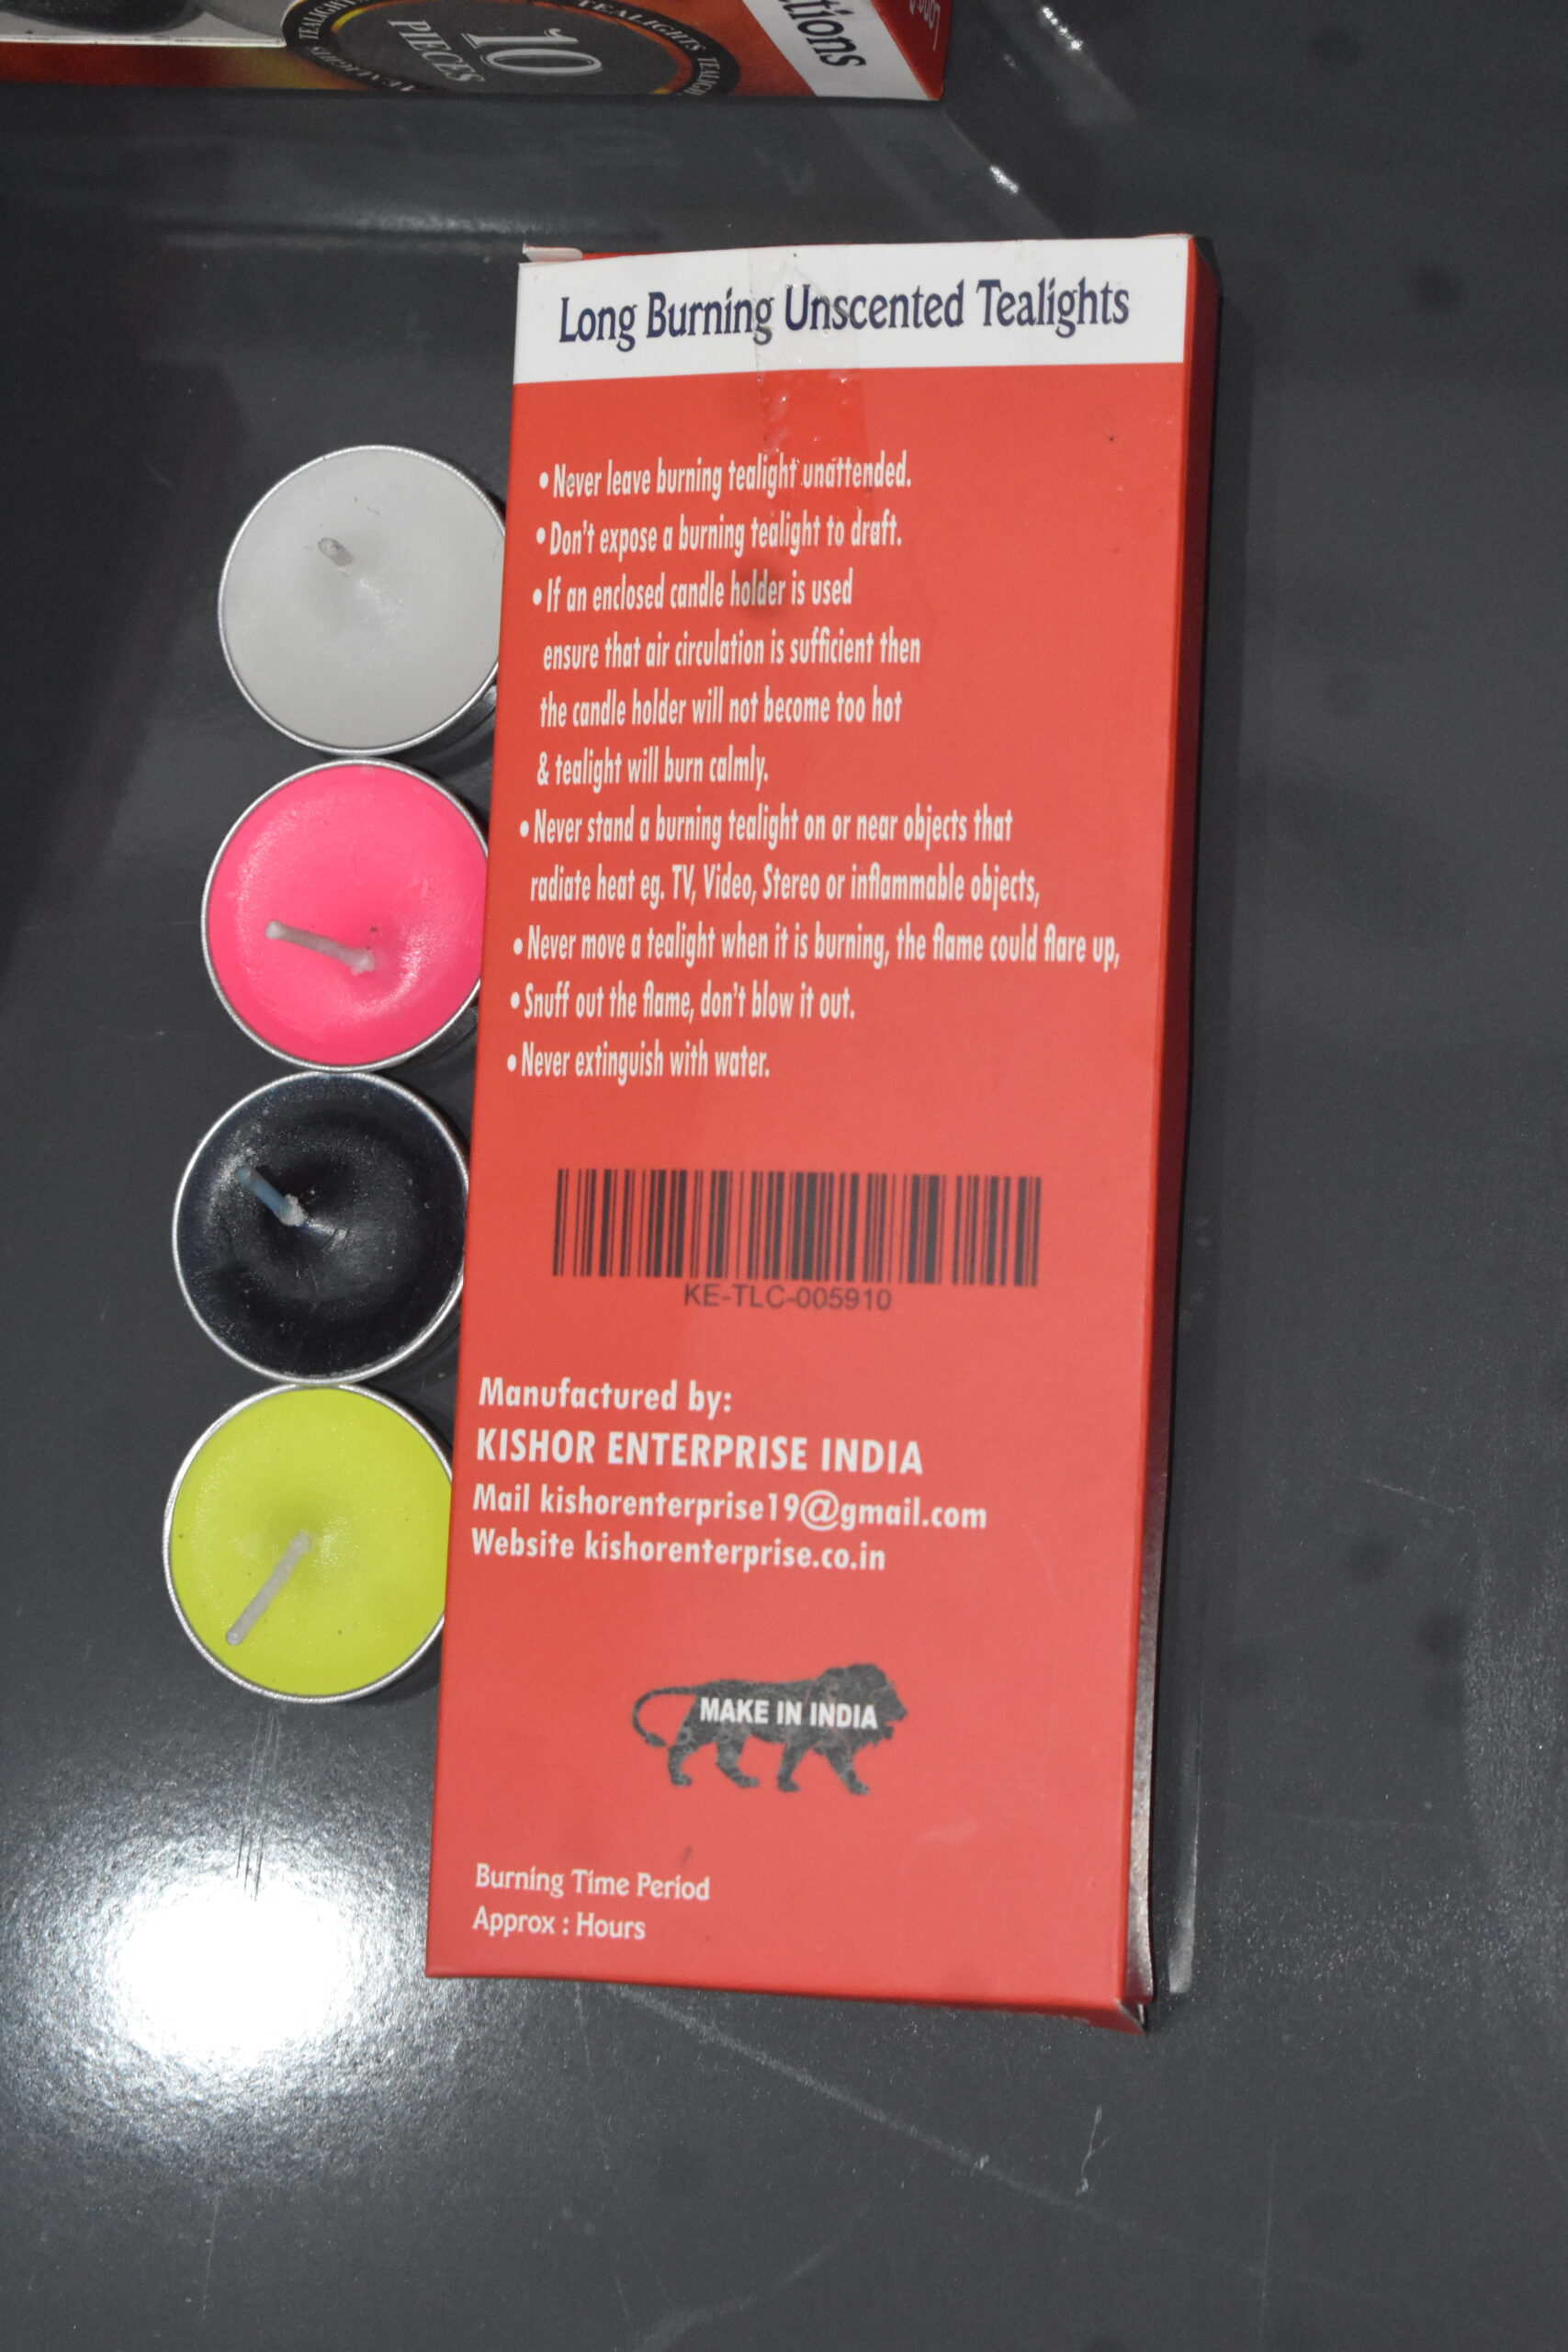 TEALIGHTS TEALIGHTS
10
PIECES
tions
Long Burning Unscented Tealights
•Never leave burning tealight unattended.
•Don't expose a burning tealight to draft.
•If an enclosed candle holder is used
ensure that air circulation is sufficient then
the candle holder will not become too hot
& tealight will burn calmly.
•Never stand a burning tealight on or near objects that
radiate heat eg. TV, Video, Stereo or inflammable objects,
•Never move a tealight when it is burning, the flame could flare up,
•Snuff out the flame, don't blow it out.
•Never extinguish with water.
KE-TLC-005910
Manufactured by:
KISHOR ENTERPRISE INDIA
Mail kishorenterprise19@gmail.com
Website kishorenterprise.co.in
MAKE IN INDIA
Burning Time Period
Approx : Hours